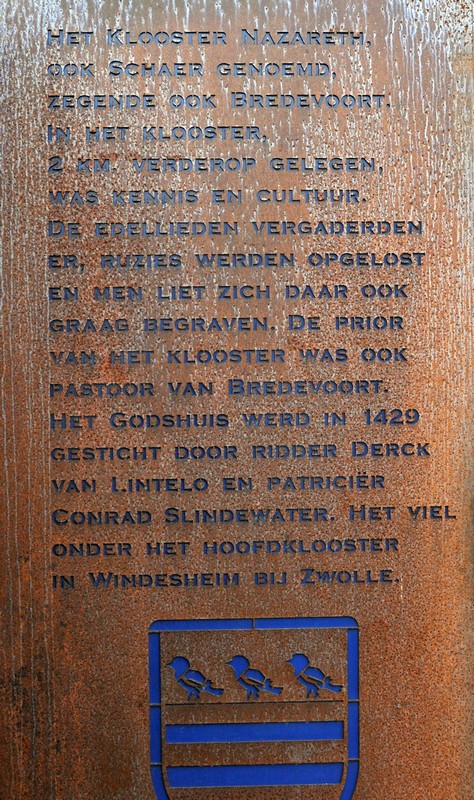 Het Klooster Nazareth,
ook Schaer genoemd,
zegende ook Bredevoort.
In het klooster,
2 km. verderop gelegen,
was kennis en cultuur.
De edellieden vergaderden
er, ruzies werden opgelost
en men liet zich daar ook
graag begraven. De prior
van het klooster was ook
pastoor van Bredevoort.
Het Godshuis werd in 1429
gesticht door ridder Derck
van Lintelo en patriciër
Conrad Slindewater. Het viel
onder het hoofdklooster
in Windesheim bij Zwolle.